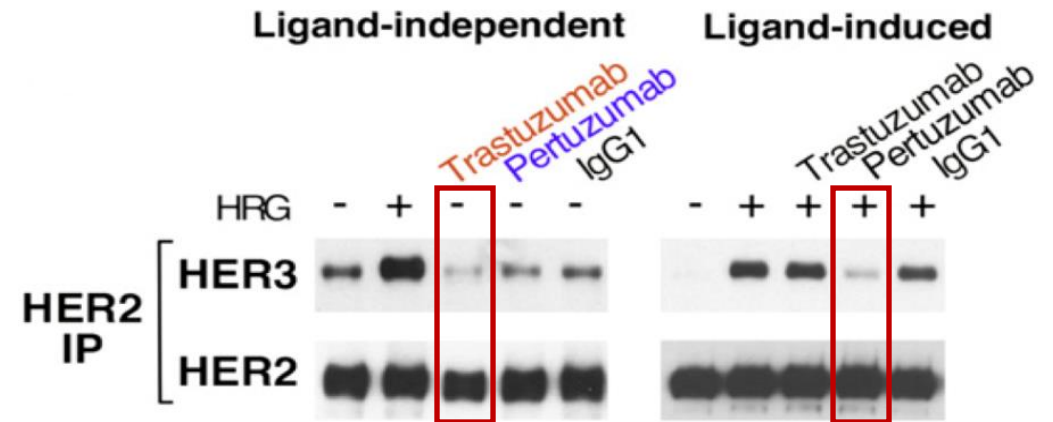 Ligand-independent
Ligand-induced
Trastuzumab
Pertuzumab
IgG1
Trastuzumab
Pertuzumab
IgG1
HRG - + - - - - + + + +
HER2 IP
HER3
HER2